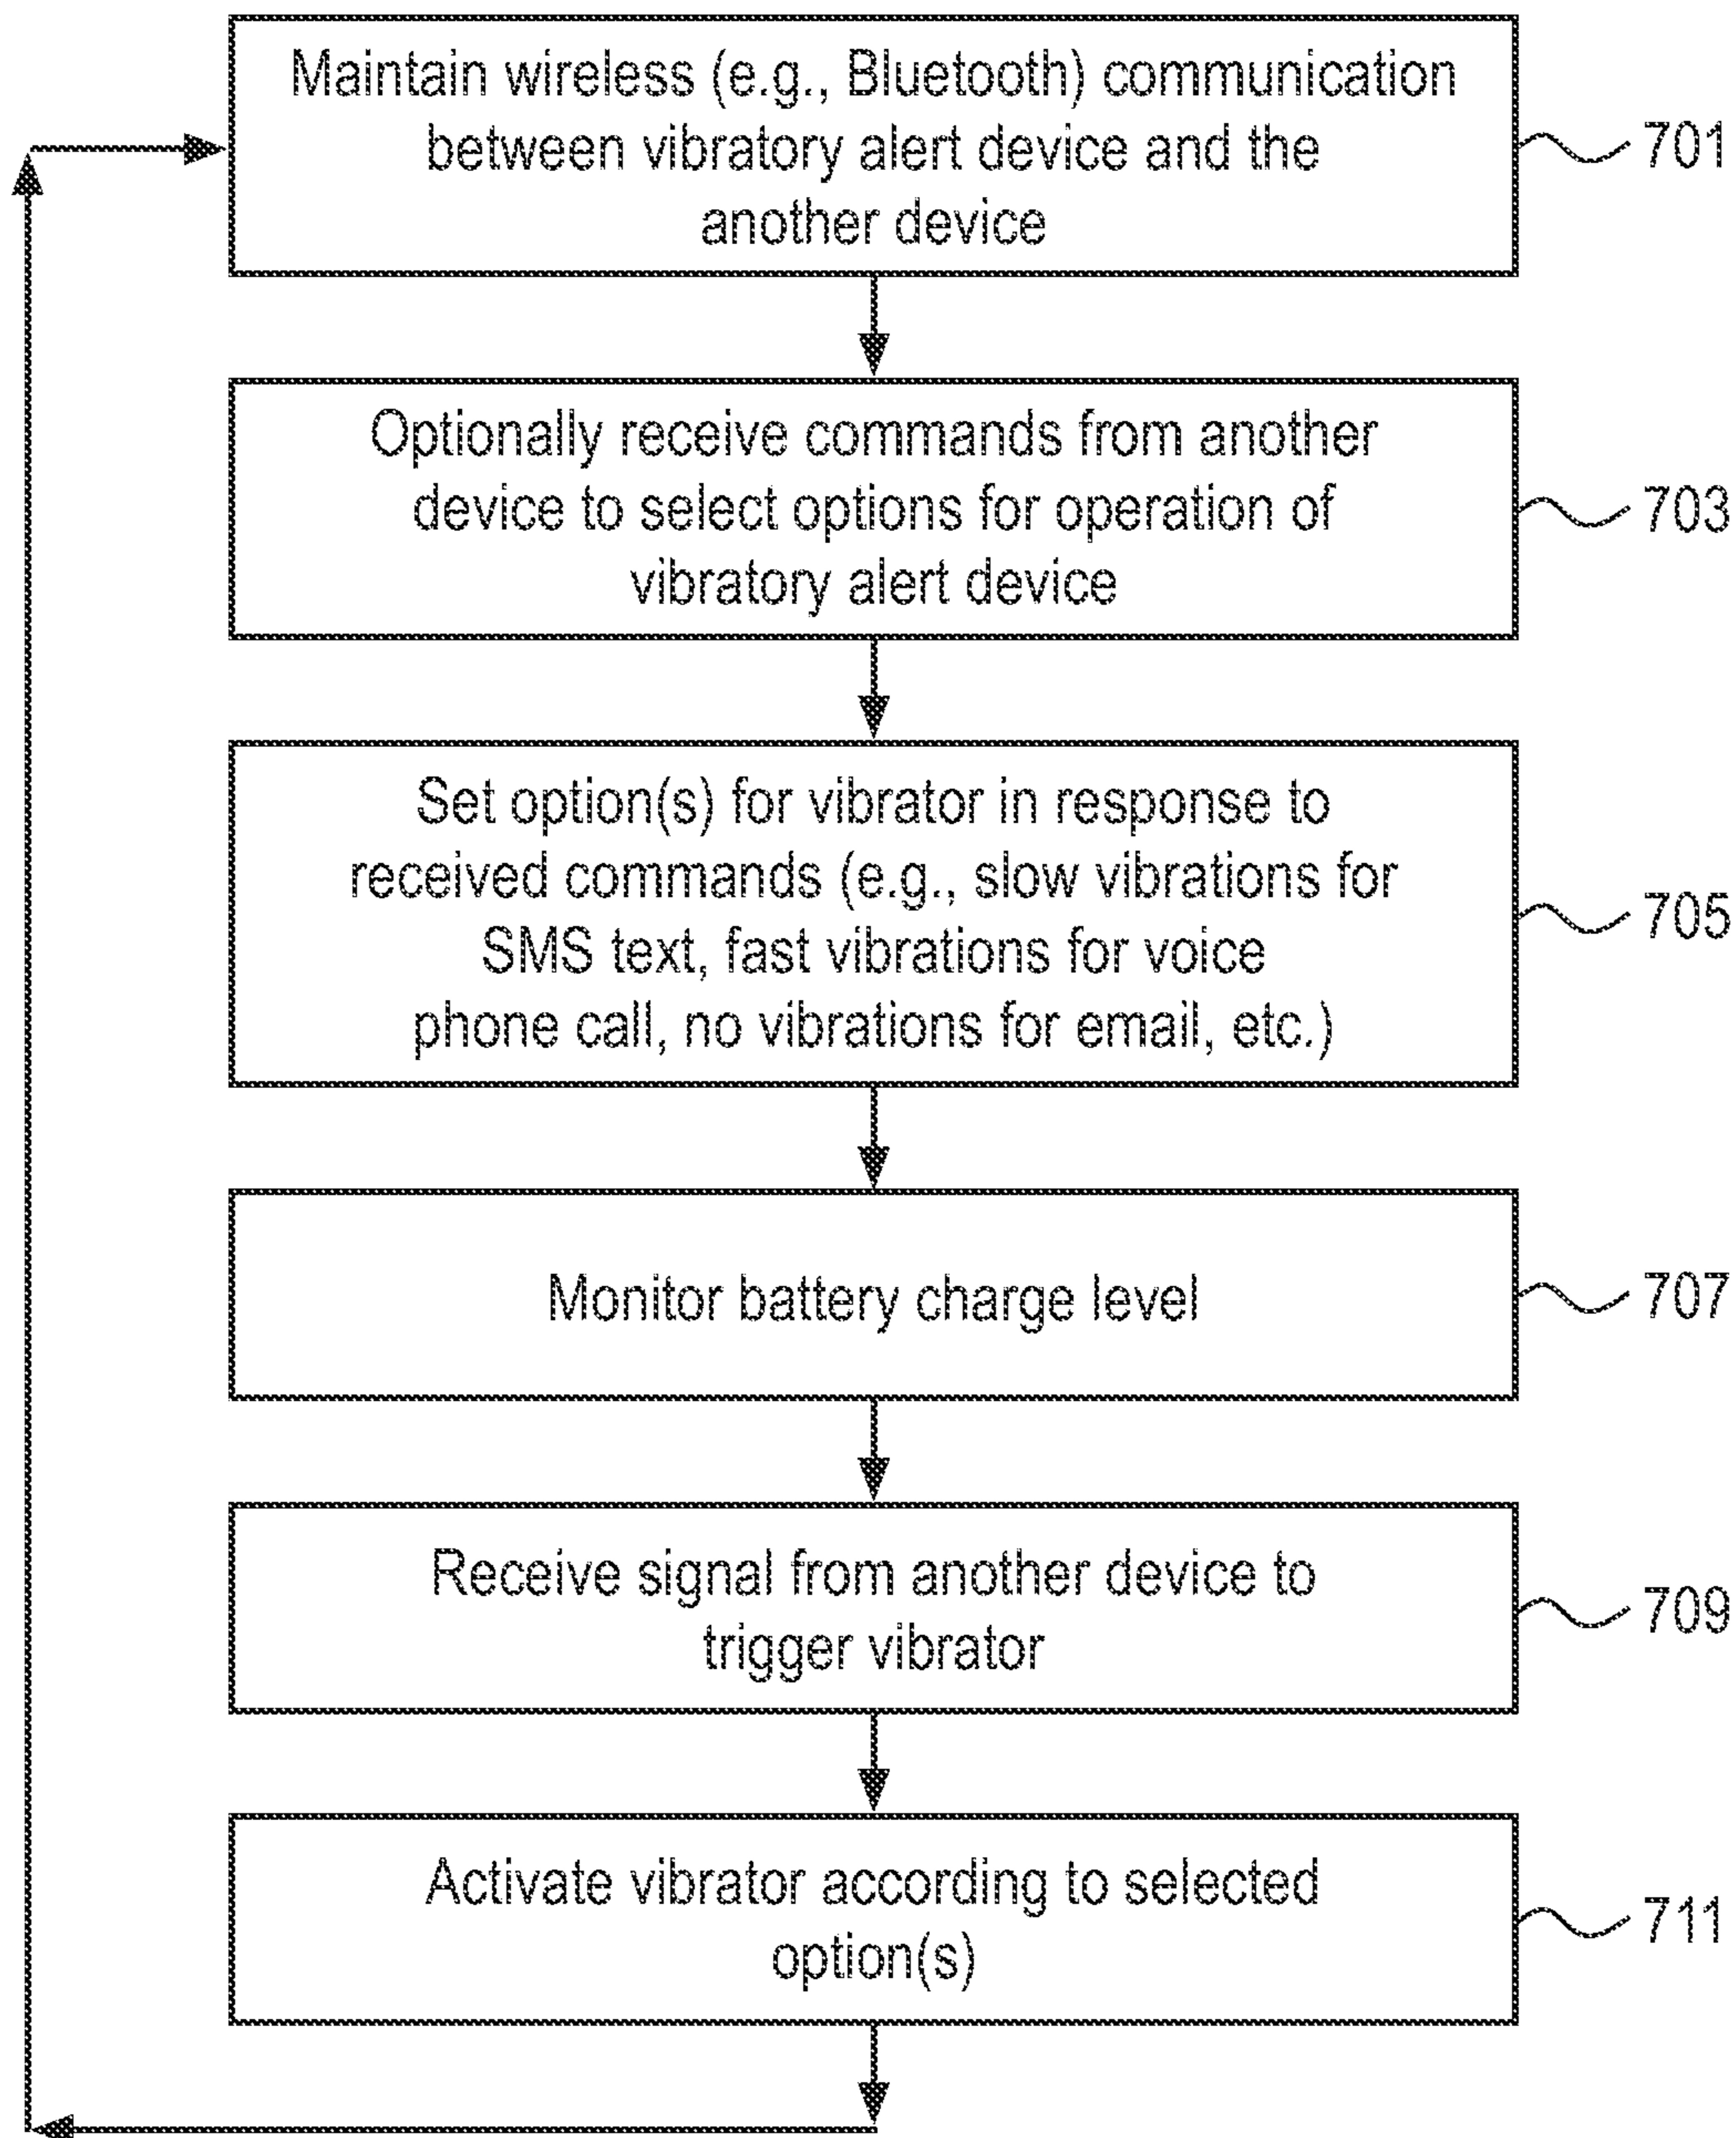 Maintain wireless (e.g., Bluetooth) communication
between vibratory alert device and the
another device
701
Optionally receive commands from another
device to select options for operation of
vibratory alert device
703
Set option(s) for vibrator in response to
received commands (e.g., slow vibrations for
SMS text, fast vibrations for voice
phone call, no vibrations for email, etc.)
705
Monitor battery charge level
707
Receive signal from another device to
trigger vibrator
709
Activate vibrator according to selected
option(s)
711